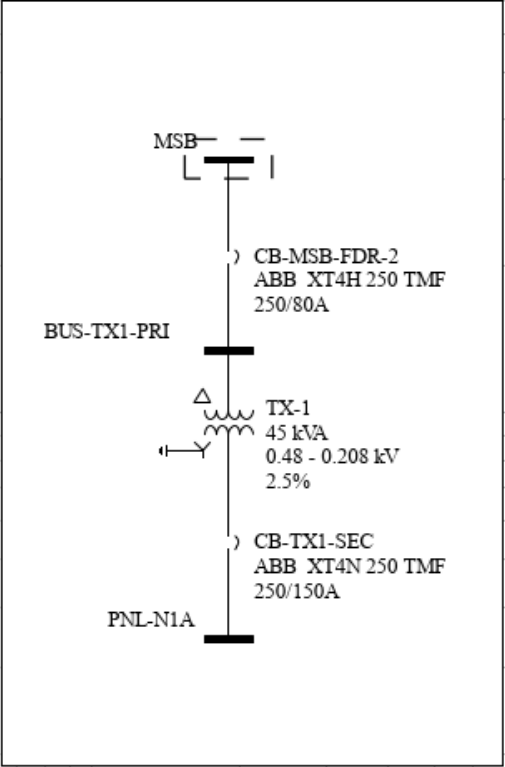 MSB
CB-MSB-FDR-2
ABB XT4H 250 TMF
250/80A
BUS-TX1-PRI
TX-1
45 kVA
0.48 - 0.208 kV
2.5%
CB-TX1-SEC
ABB XT4N 250 TMF
250/150A
PNL-N1A